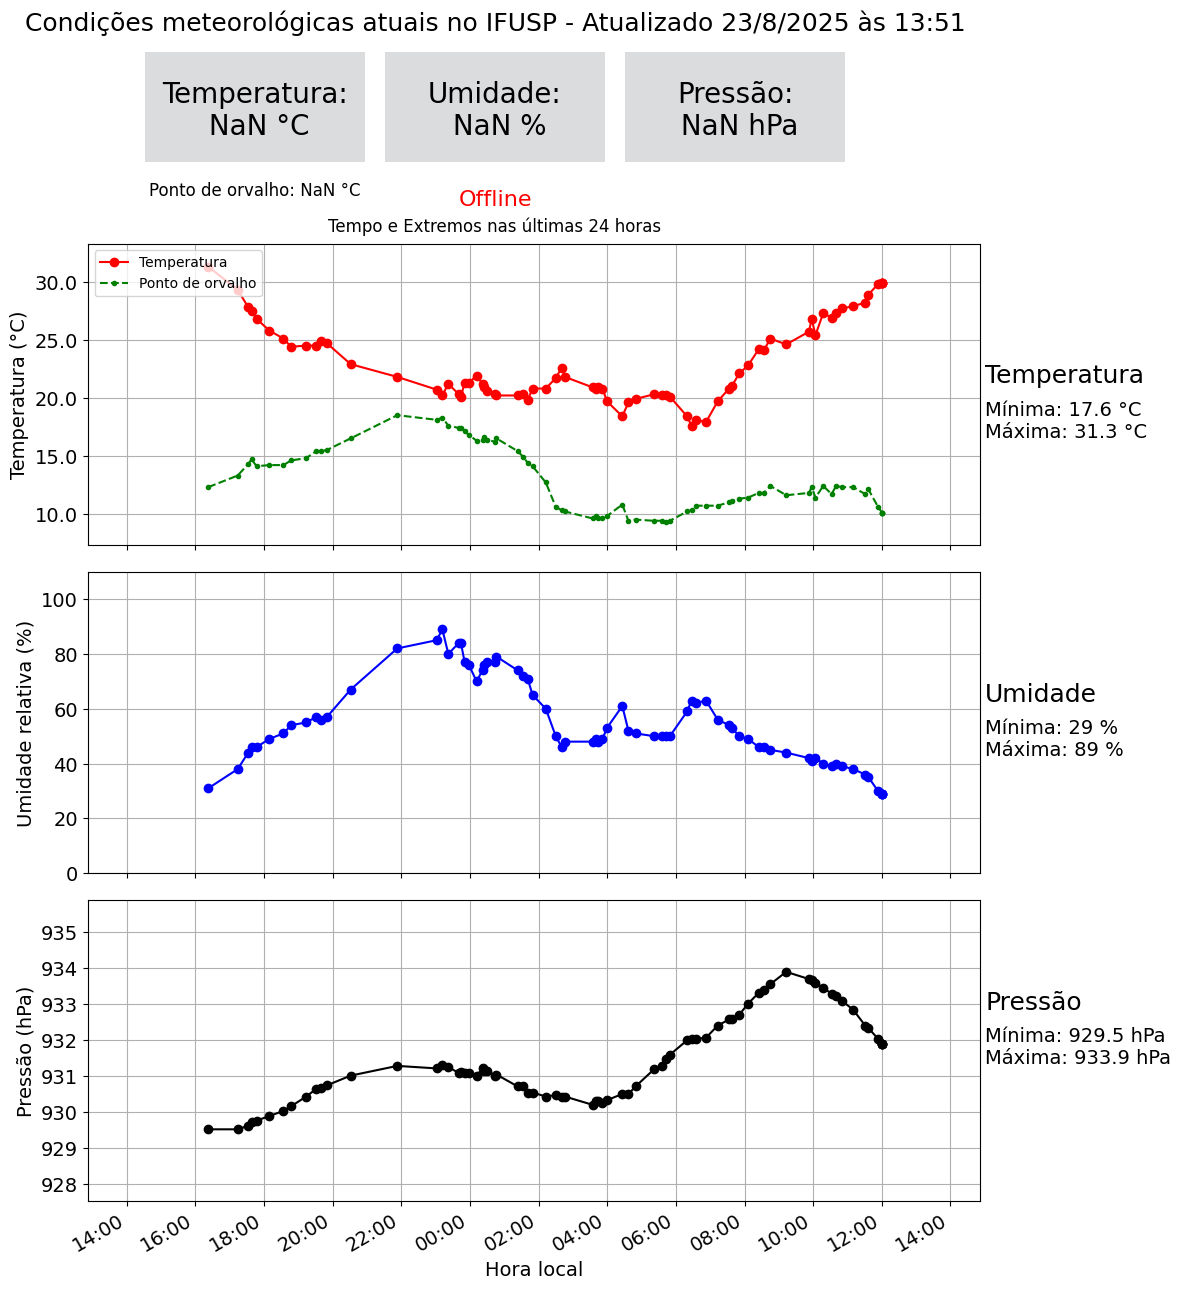 Condições meteorológicas atuais no IFUSP - Atualizado 23/8/2025 às 13:51
Temperatura:
NaN °C
Umidade:
NaN %
Pressão:
NaN hPa
Ponto de orvalho: NaN °C
Offline
Tempo e Extremos nas últimas 24 horas
Temperatura
Ponto de orvalho
Temperatura (°C)
30.0
25.0
20.0
15.0
10.0
Temperatura
Mínima: 17.6 °C
Máxima: 31.3 °C
Umidade relativa (%)
100
80
60
40
20
0
Umidade
Mínima: 29 %
Máxima: 89 %
Pressão (hPa)
935
934
933
932
931
930
929
928
Pressão
Mínima: 929.5 hPa
Máxima: 933.9 hPa
14:00 16:00 18:00 20:00 22:00 00:00 02:00 04:00 06:00 08:00 10:00 12:00 14:00
Hora local